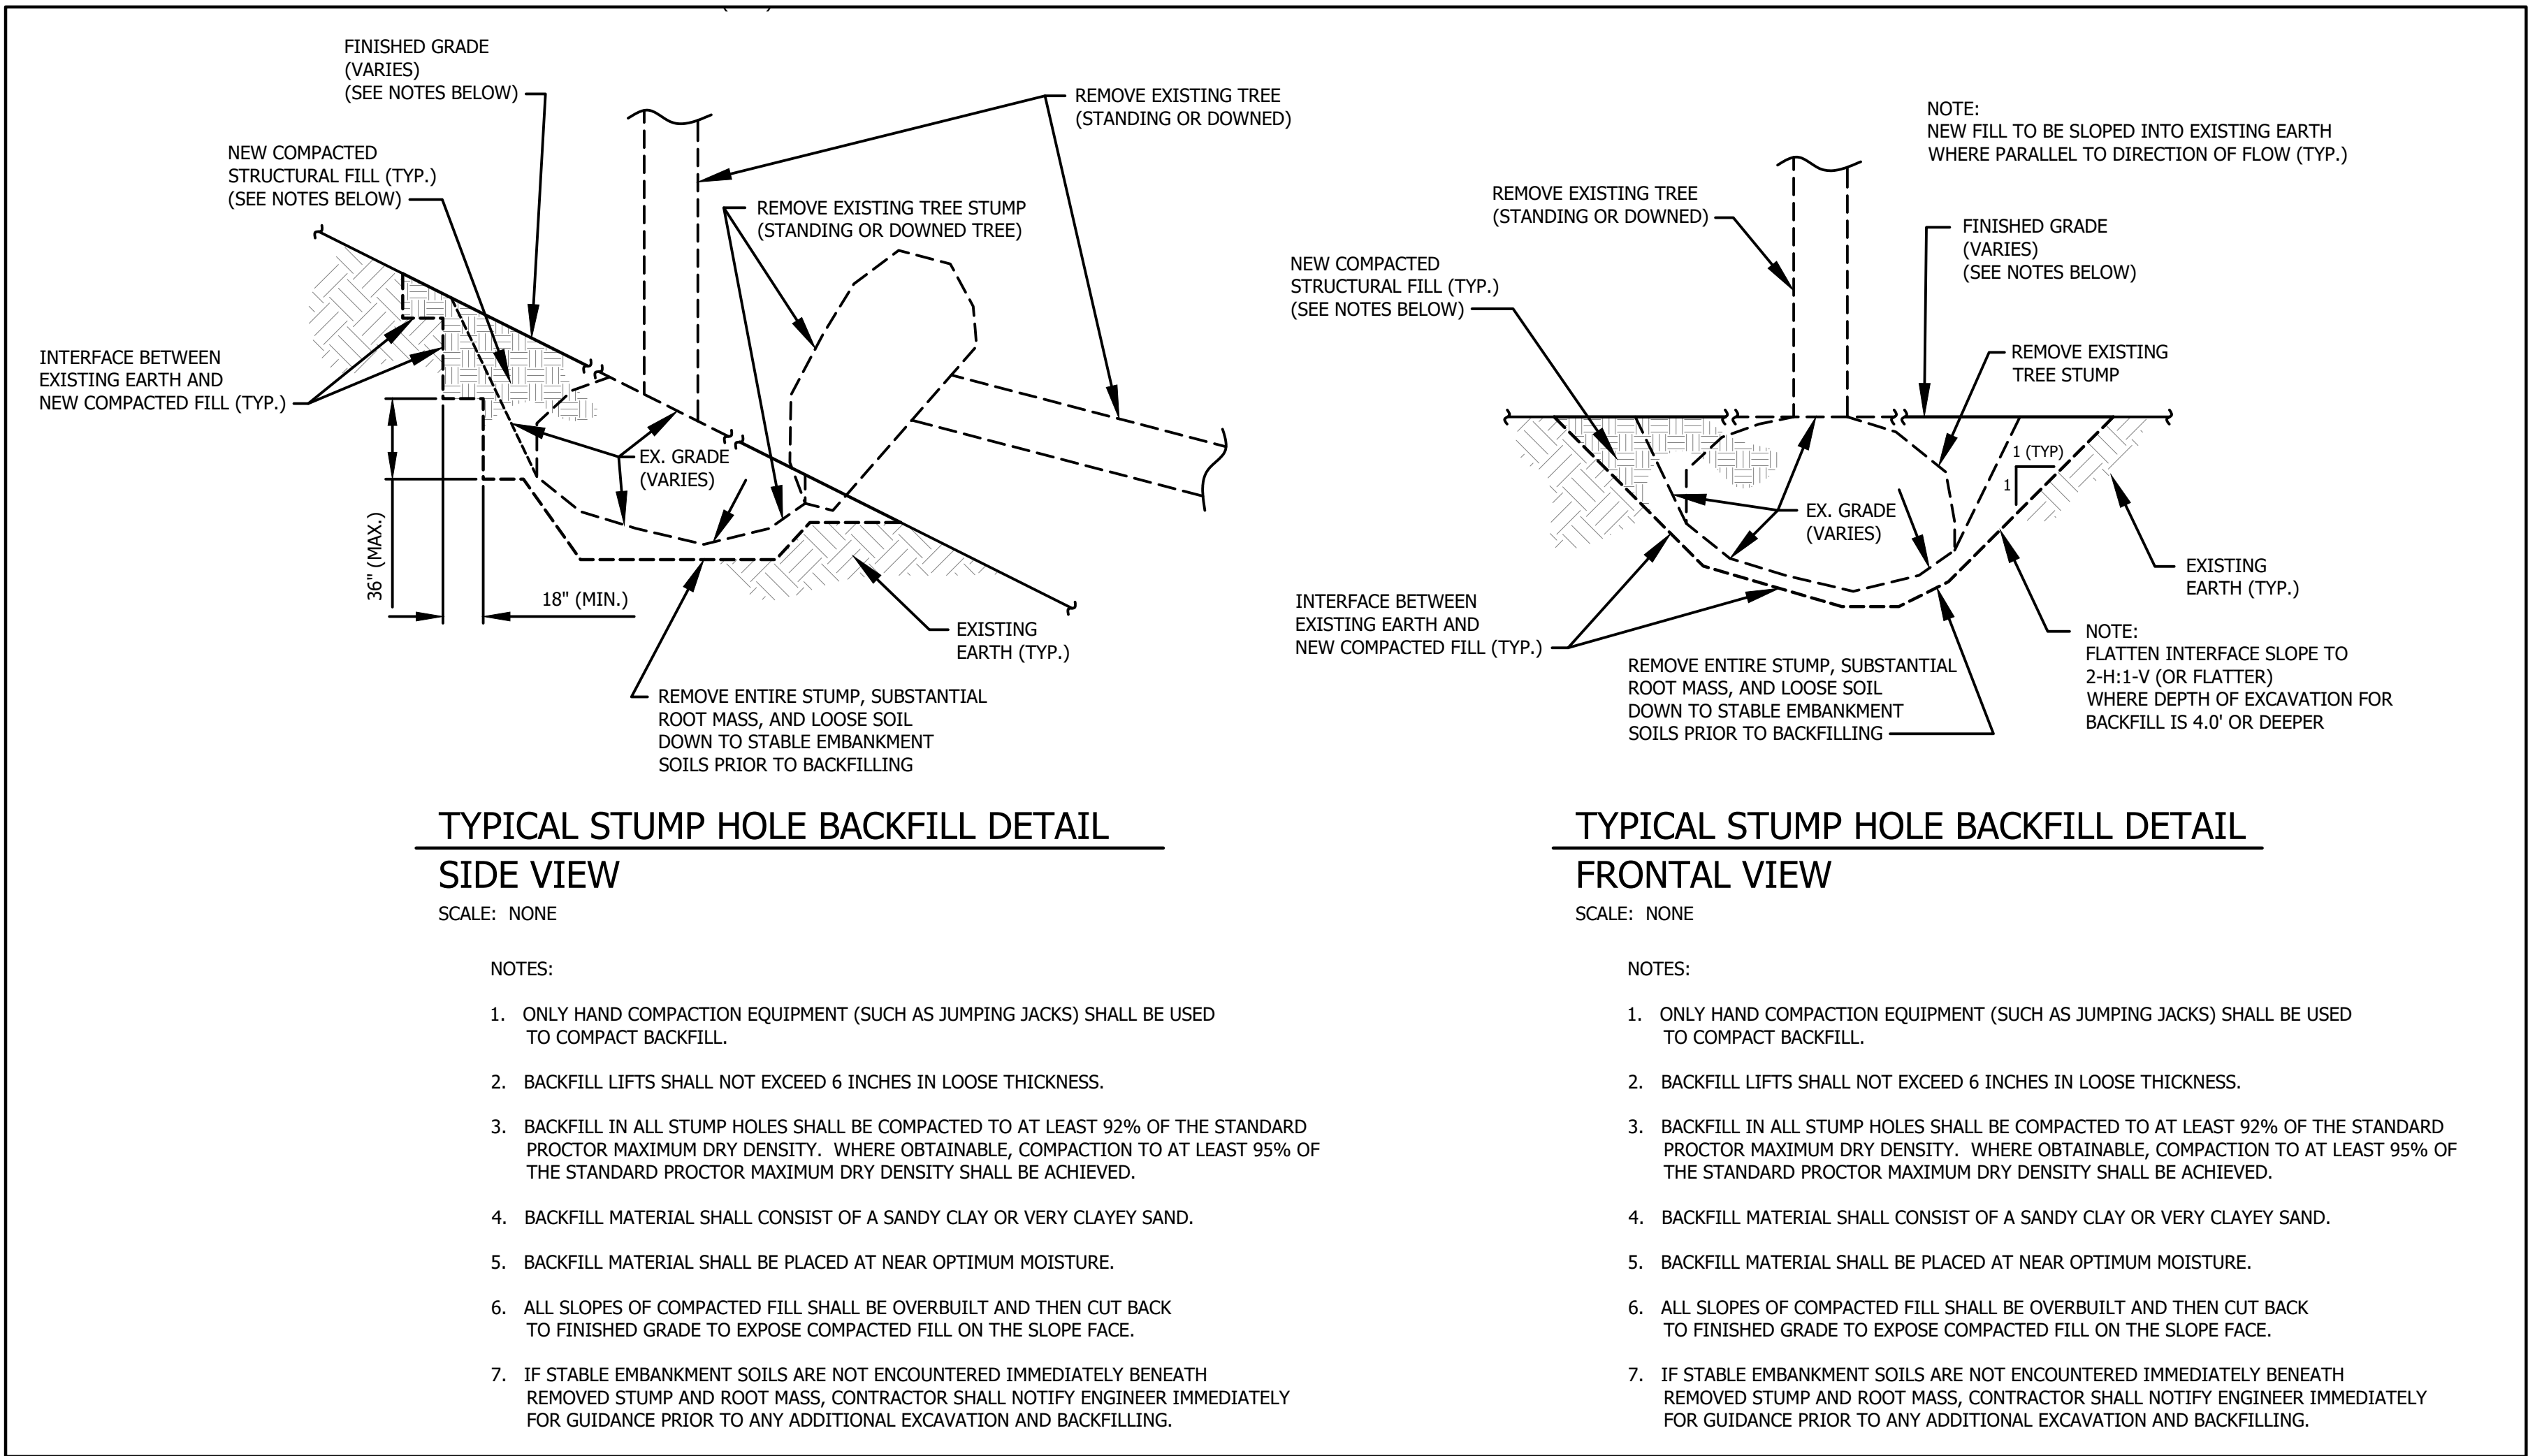 FINISHED GRADE
(VARIES)
(SEE NOTES BELOW)
NEW COMPACTED
STRUCTURAL FILL (TYP.)
(SEE NOTES BELOW)
REMOVE EXISTING TREE
(STANDING OR DOWNED)
REMOVE EXISTING TREE STUMP
(STANDING OR DOWNED TREE)
INTERFACE BETWEEN
EXISTING EARTH AND
NEW COMPACTED FILL (TYP.)
EX. GRADE
(VARIES)
36" (MAX.)
18" (MIN.)
EXISTING
EARTH (TYP.)
REMOVE ENTIRE STUMP, SUBSTANTIAL
ROOT MASS, AND LOOSE SOIL
DOWN TO STABLE EMBANKMENT
SOILS PRIOR TO BACKFILLING
TYPICAL STUMP HOLE BACKFILL DETAIL
SIDE VIEW
SCALE: NONE
NOTES:
1. ONLY HAND COMPACTION EQUIPMENT (SUCH AS JUMPING JACKS) SHALL BE USED
TO COMPACT BACKFILL.
2. BACKFILL LIFTS SHALL NOT EXCEED 6 INCHES IN LOOSE THICKNESS.
3. BACKFILL IN ALL STUMP HOLES SHALL BE COMPACTED TO AT LEAST 92% OF THE STANDARD
PROCTOR MAXIMUM DRY DENSITY. WHERE OBTAINABLE, COMPACTION TO AT LEAST 95% OF
THE STANDARD PROCTOR MAXIMUM DRY DENSITY SHALL BE ACHIEVED.
4. BACKFILL MATERIAL SHALL CONSIST OF A SANDY CLAY OR VERY CLAYEY SAND.
5. BACKFILL MATERIAL SHALL BE PLACED AT NEAR OPTIMUM MOISTURE.
6. ALL SLOPES OF COMPACTED FILL SHALL BE OVERBUILT AND THEN CUT BACK
TO FINISHED GRADE TO EXPOSE COMPACTED FILL ON THE SLOPE FACE.
7. IF STABLE EMBANKMENT SOILS ARE NOT ENCOUNTERED IMMEDIATELY BENEATH
REMOVED STUMP AND ROOT MASS, CONTRACTOR SHALL NOTIFY ENGINEER IMMEDIATELY
FOR GUIDANCE PRIOR TO ANY ADDITIONAL EXCAVATION AND BACKFILLING.
NOTE:
NEW FILL TO BE SLOPED INTO EXISTING EARTH
WHERE PARALLEL TO DIRECTION OF FLOW (TYP.)
REMOVE EXISTING TREE
(STANDING OR DOWNED)
FINISHED GRADE
(VARIES)
(SEE NOTES BELOW)
NEW COMPACTED
STRUCTURAL FILL (TYP.)
(SEE NOTES BELOW)
REMOVE EXISTING
TREE STUMP
1 (TYP)
1
EX. GRADE
(VARIES)
EXISTING
EARTH (TYP.)
INTERFACE BETWEEN
EXISTING EARTH AND
NEW COMPACTED FILL (TYP.)
NOTE:
FLATTEN INTERFACE SLOPE TO
2-H:1-V (OR FLATTER)
WHERE DEPTH OF EXCAVATION FOR
BACKFILL IS 4.0' OR DEEPER
REMOVE ENTIRE STUMP, SUBSTANTIAL
ROOT MASS, AND LOOSE SOIL
DOWN TO STABLE EMBANKMENT
SOILS PRIOR TO BACKFILLING
TYPICAL STUMP HOLE BACKFILL DETAIL
FRONTAL VIEW
SCALE: NONE
NOTES:
1. ONLY HAND COMPACTION EQUIPMENT (SUCH AS JUMPING JACKS) SHALL BE USED
TO COMPACT BACKFILL.
2. BACKFILL LIFTS SHALL NOT EXCEED 6 INCHES IN LOOSE THICKNESS.
3. BACKFILL IN ALL STUMP HOLES SHALL BE COMPACTED TO AT LEAST 92% OF THE STANDARD
PROCTOR MAXIMUM DRY DENSITY. WHERE OBTAINABLE, COMPACTION TO AT LEAST 95% OF
THE STANDARD PROCTOR MAXIMUM DRY DENSITY SHALL BE ACHIEVED.
4. BACKFILL MATERIAL SHALL CONSIST OF A SANDY CLAY OR VERY CLAYEY SAND.
5. BACKFILL MATERIAL SHALL BE PLACED AT NEAR OPTIMUM MOISTURE.
6. ALL SLOPES OF COMPACTED FILL SHALL BE OVERBUILT AND THEN CUT BACK
TO FINISHED GRADE TO EXPOSE COMPACTED FILL ON THE SLOPE FACE.
7. IF STABLE EMBANKMENT SOILS ARE NOT ENCOUNTERED IMMEDIATELY BENEATH
REMOVED STUMP AND ROOT MASS, CONTRACTOR SHALL NOTIFY ENGINEER IMMEDIATELY
FOR GUIDANCE PRIOR TO ANY ADDITIONAL EXCAVATION AND BACKFILLING.